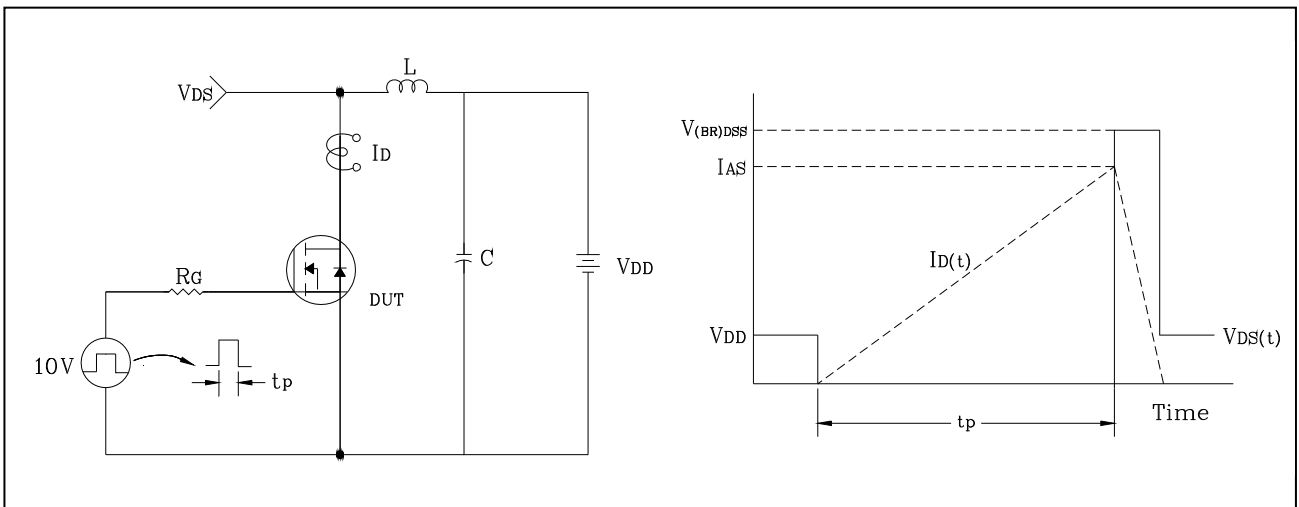 L
VDS
ID
C
VDD
RG
DUT
10V
tp
V(BR)DSS
IAS
ID(t)
VDD
VDS(t)
Time
tp